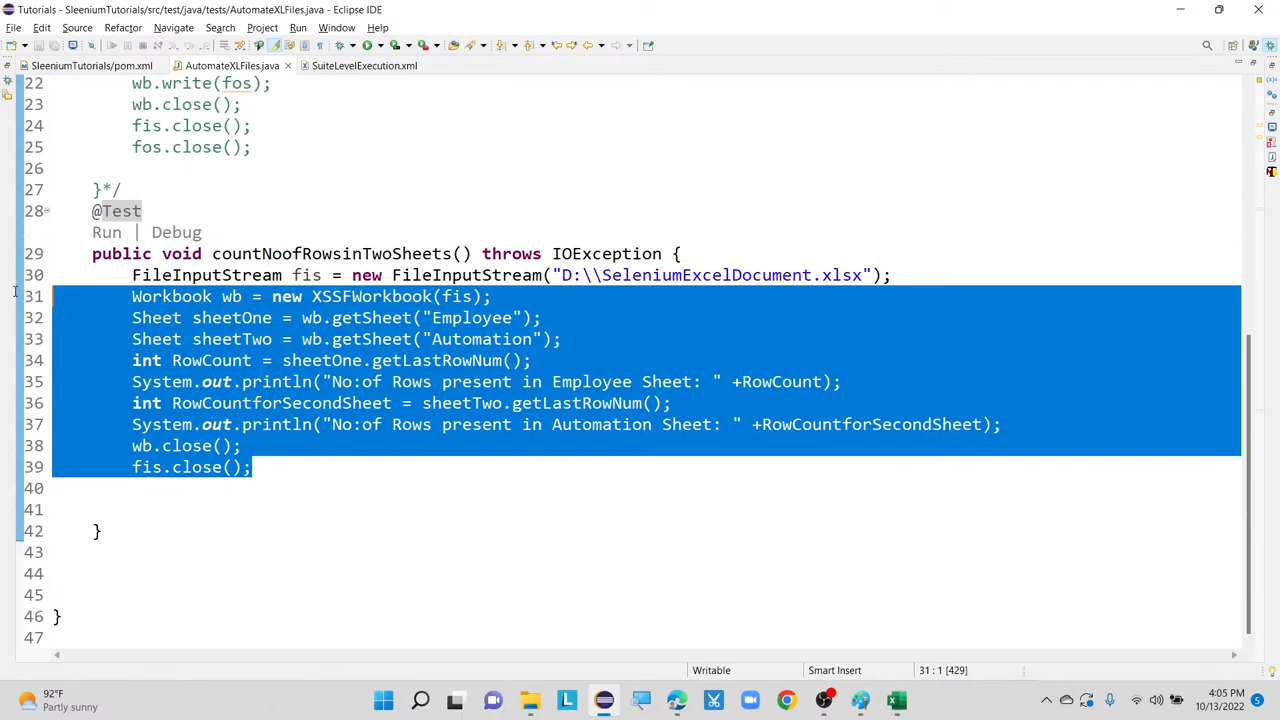 Tutorials - SleeniumTutorials/src/test/java/tests/AutomateXLFiles.java - Eclipse IDE
File Edit Source Refactor Navigate Search Project Run Window Help
SleeniumTutorials/pom.xml AutomateXLFiles.java SuiteLevelExecution.xml
22 wb.write(fos);
23 wb.close();
24 fis.close();
25 fos.close();
26
27 }*/
28 @Test
Run | Debug
29 public void countNoofRowsinTwoSheets() throws IOException {
30 FileInputStream fis = new FileInputStream("D:\\SeleniumExcelDocument.xlsx");
31 Workbook wb = new XSSFWorkbook(fis);
32 Sheet sheetOne = wb.getSheet("Employee");
33 Sheet sheetTwo = wb.getSheet("Automation");
34 int RowCount = sheetOne.getLastRowNum();
35 System.out.println("No:of Rows present in Employee Sheet: " +RowCount);
36 int RowCountforSecondSheet = sheetTwo.getLastRowNum();
37 System.out.println("No:of Rows present in Automation Sheet: " +RowCountforSecondSheet);
38 wb.close();
39 fis.close();
40
41
42 }
43
44
45
46 }
47
Writable Smart Insert 31 : 1 [429]
92°F
Partly sunny
4:05 PM
10/13/2022
5